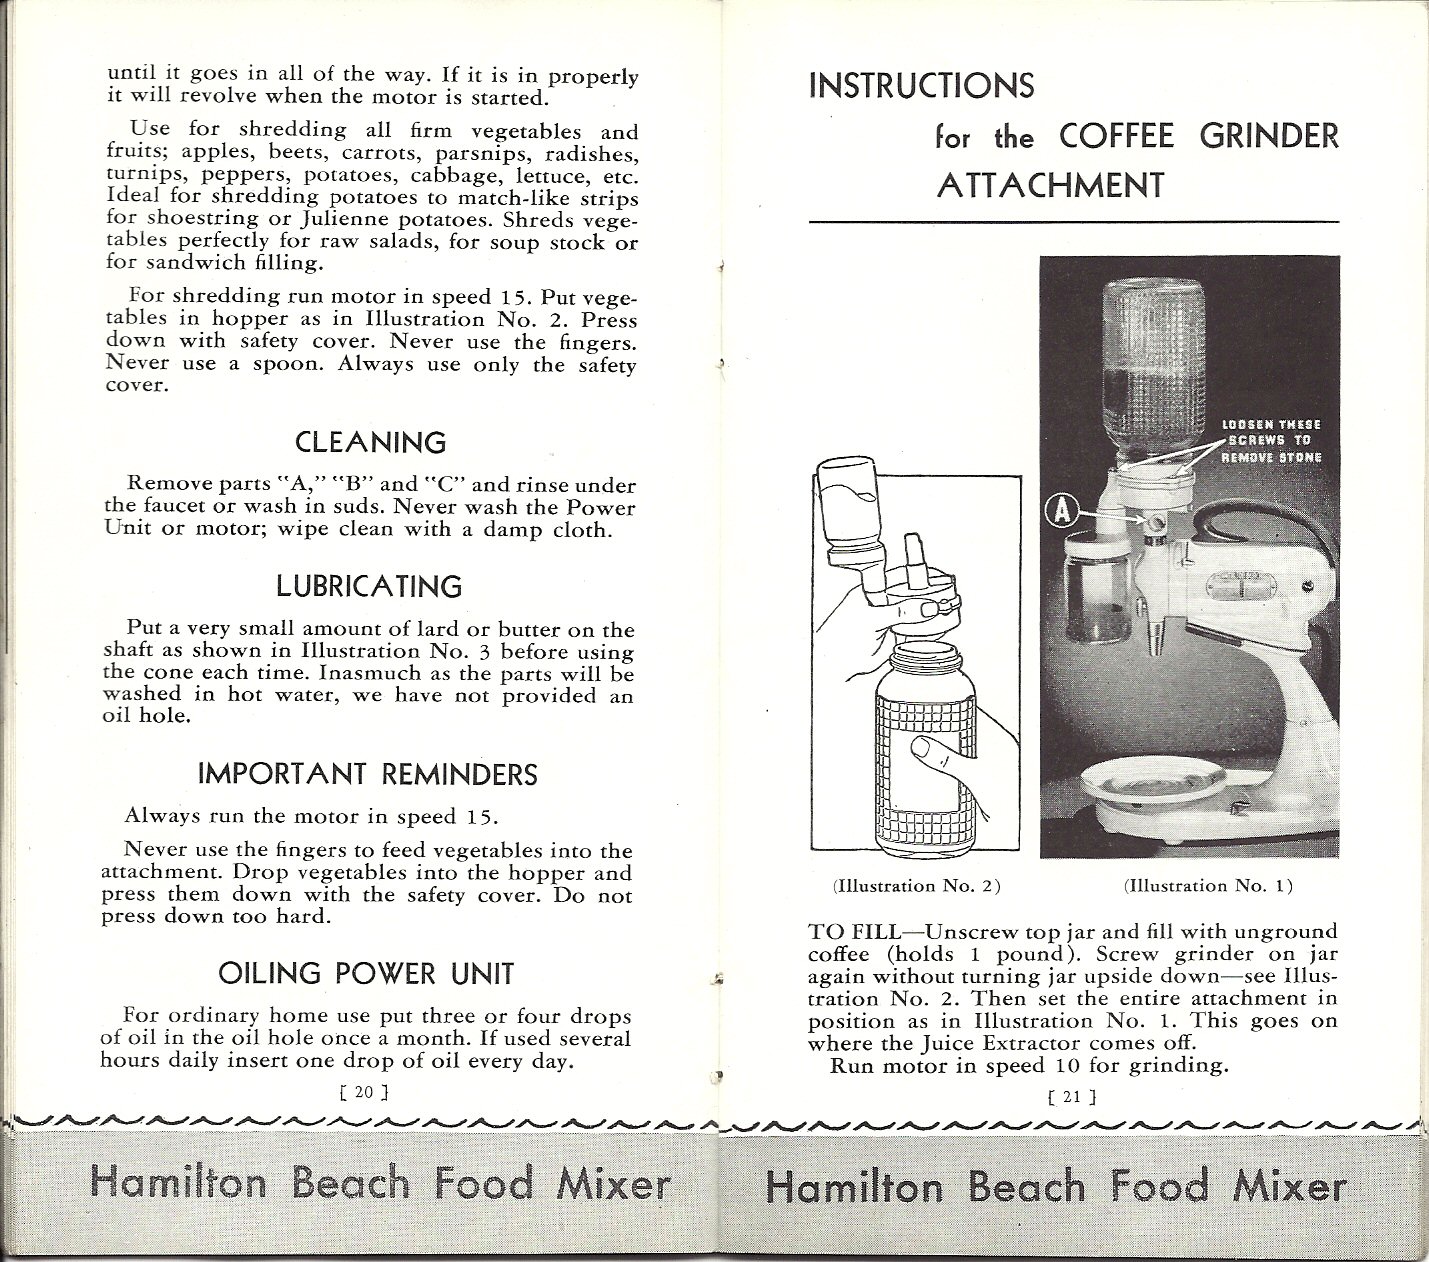 until it goes in all of the way. If it is in properly
it will revolve when the motor is started.
Use for shredding all firm vegetables and
fruits; apples, beets, carrots, parsnips, radishes,
turnips, peppers, potatoes, cabbage, lettuce, etc.
Ideal for shredding potatoes to match-like strips
for shoestring or Julienne potatoes. Shreds vege-
tables perfectly for raw salads, for soup stock or
for sandwich filling.
For shredding run motor in speed 15. Put vege-
tables in hopper as in Illustration No. 2. Press
down with safety cover. Never use the fingers.
Never use a spoon. Always use only the safety
cover.
CLEANING
Remove parts "A," "B" and "C" and rinse under
the faucet or wash in suds. Never wash the Power
Unit or motor; wipe clean with a damp cloth.
LUBRICATING
Put a very small amount of lard or butter on the
shaft as shown in Illustration No. 3 before using
the cone each time. Inasmuch as the parts will be
washed in hot water, we have not provided an
oil hole.
IMPORTANT REMINDERS
Always run the motor in speed 15.
Never use the fingers to feed vegetables into the
attachment. Drop vegetables into the hopper and
press them down with the safety cover. Do not
press down too hard.
OILING POWER UNIT
For ordinary home use put three or four drops
of oil in the oil hole once a month. If used several
hours daily insert one drop of oil every day.
[ 20 ]
Hamilton Beach Food Mixer
INSTRUCTIONS
for the COFFEE GRINDER
ATTACHMENT
LOOSEN THESE
SCREWS TO
REMOVE STONE
A
(Illustration No. 2)
(Illustration No. 1)
TO FILL—Unscrew top jar and fill with unground
coffee (holds 1 pound). Screw grinder on jar
again without turning jar upside down—see Illus-
tration No. 2. Then set the entire attachment in
position as in Illustration No. 1. This goes on
where the Juice Extractor comes off.
Run motor in speed 10 for grinding.
[ 21 ]
Hamilton Beach Food Mixer